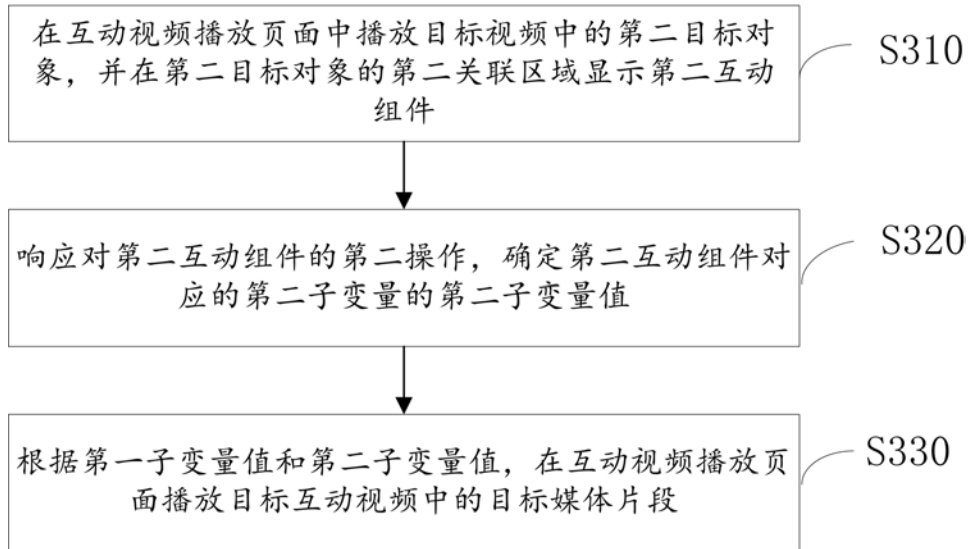 在互动视频播放页面中播放目标视频中的第二目标对
象，并在第二目标对象的第二关联区域显示第二互动
组件
S310
响应对第二互动组件的第二操作，确定第二互动组件对
应的第二子变量的第二子变量值
S320
根据第一子变量值和第二子变量值，在互动视频播放页
面播放目标互动视频中的目标媒体片段
S330